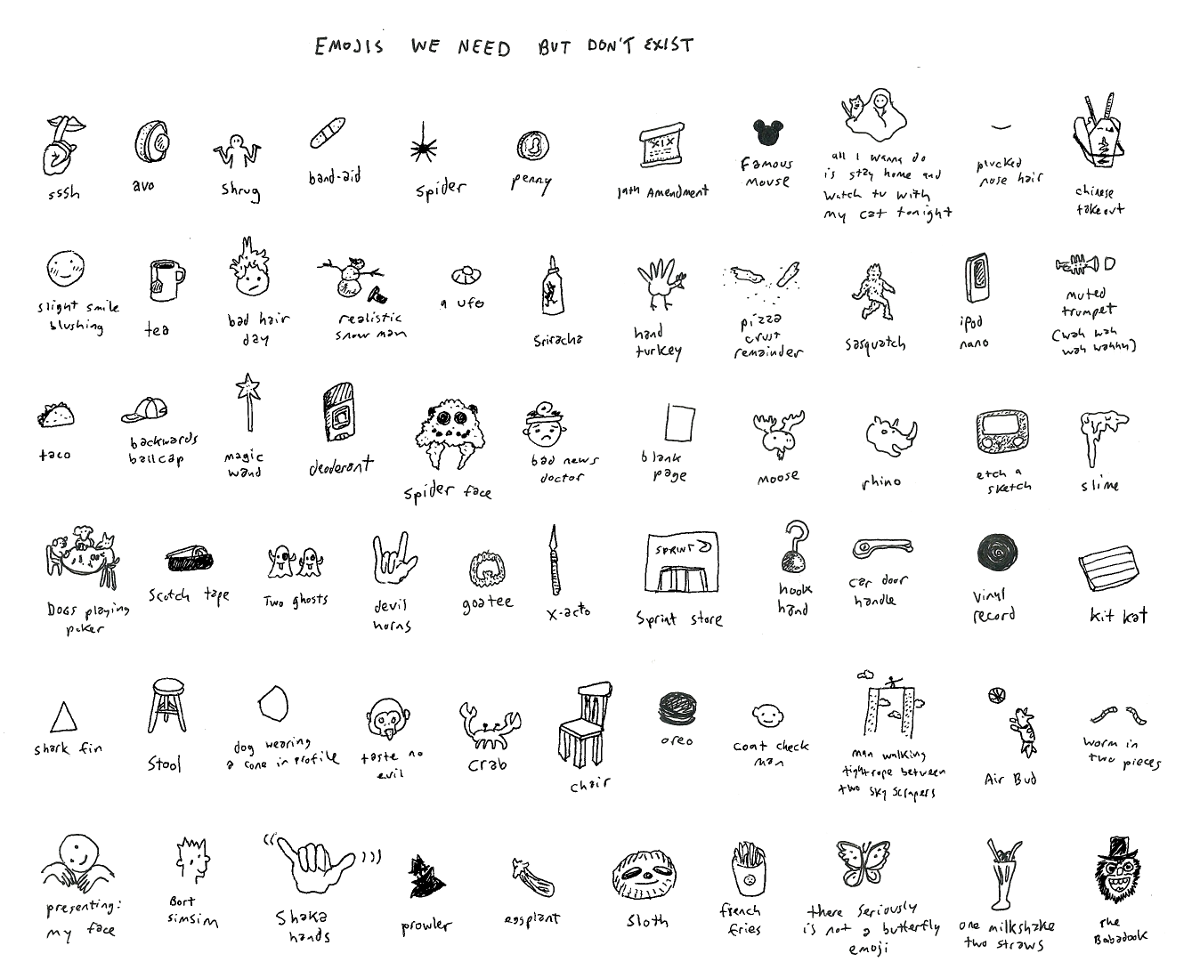 EMOJIS WE NEED BUT DON'T EXIST
sssh
avo
shrug
band-aid
spider
penny
XIX
19th Amendment
Famous
mouse
all I wanna do
is stay home and
watch tv with
my cat tonight
plucked
nose hair
chinese
takeout
slight smile
blushing
tea
bad hair
day
realistic
snow man
a ufo
Sriracha
hand
turkey
pizza
crust
remainder
sasquatch
ipod
nano
muted
trumpet
(wah wah
wah wahhh)
taco
backwards
ballcap
magic
wand
deoderant
spider face
bad news
doctor
blank
page
moose
rhino
etch a
sketch
slime
Dogs playing
poker
Scotch tape
Two ghosts
devil
horns
goatee
X-acto
SPRINT
Sprint store
hook
hand
car door
handle
vinyl
record
kit kat
shark fin
Stool
dog wearing
a cone in profile
taste no
evil
crab
chair
oreo
coat check
man
man walking
tightrope between
two sky scrapers
Air Bud
worm in
two pieces
presenting:
my face
Bort
simsim
Shaka
hands
prowler
eggplant
Sloth
french
fries
there seriously
is not a butterfly
emoji
one milkshake
two straws
the
Babadook